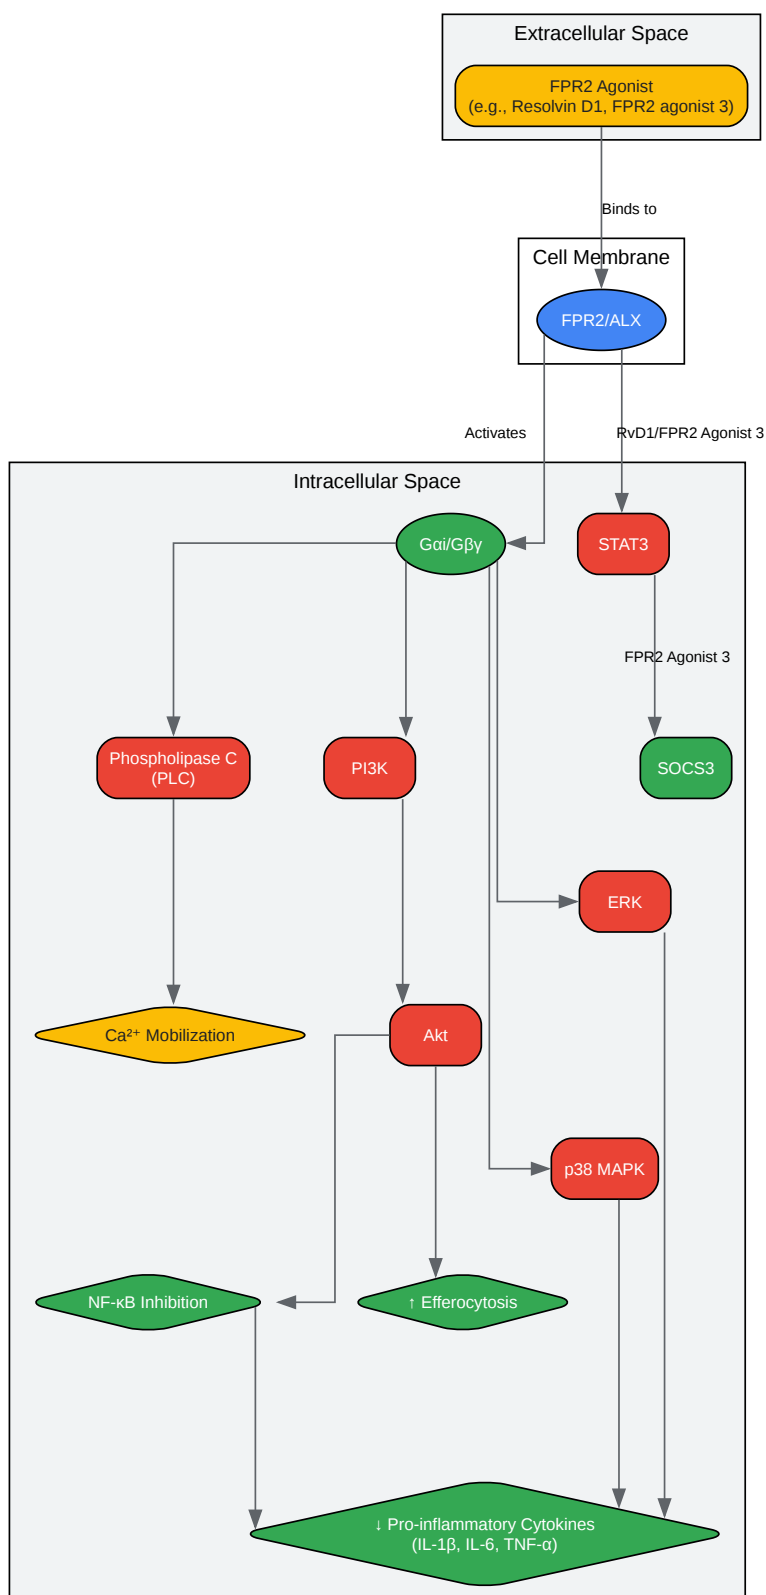 Extracellular Space
FPR2 Agonist
(e.g., Resolvin D1, FPR2 agonist 3)
Binds to
Cell Membrane
FPR2/ALX
Activates
RvD1/FPR2 Agonist 3
Intracellular Space
Gαi/Gβγ
STAT3
FPR2 Agonist 3
Phospholipase C
(PLC)
PI3K
SOCS3
ERK
Ca²⁺ Mobilization
Akt
p38 MAPK
NF-κB Inhibition
↑ Efferocytosis
↓ Pro-inflammatory Cytokines
(IL-1β, IL-6, TNF-α)